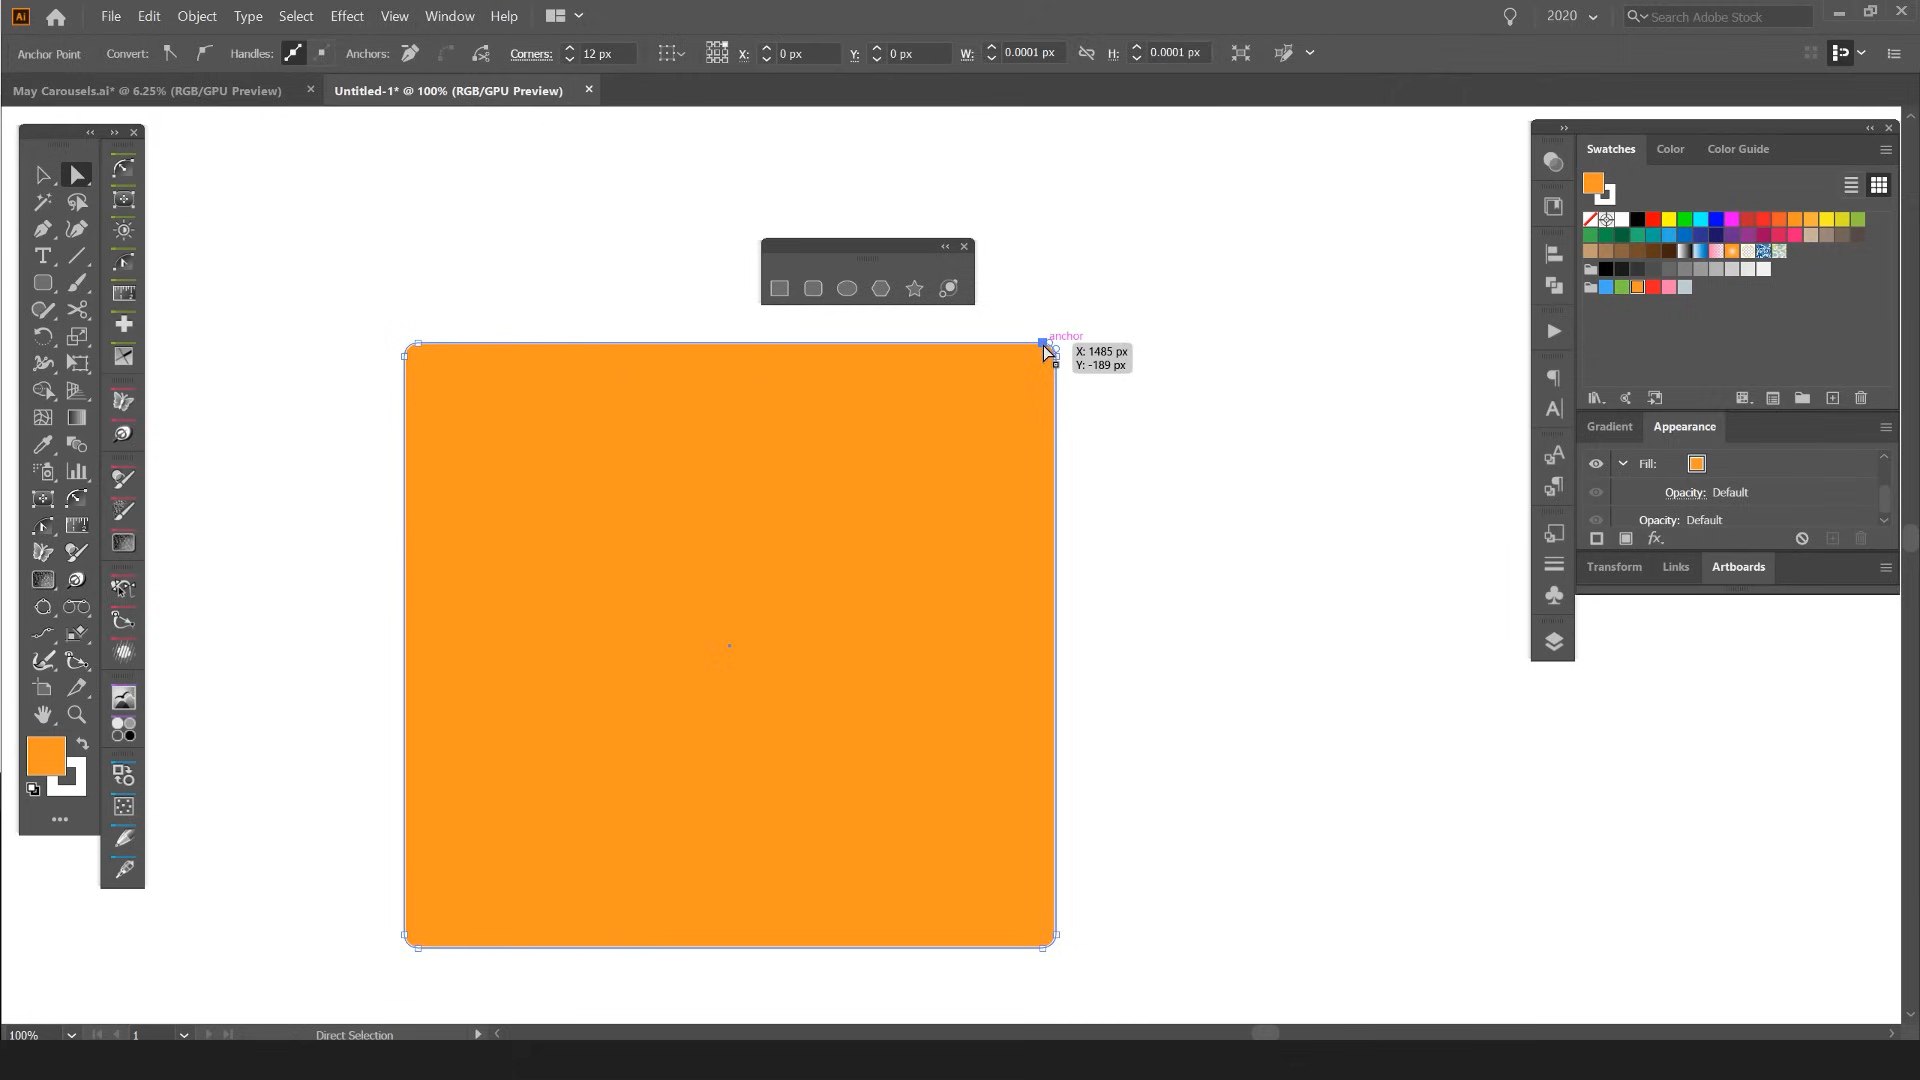 Ai File Edit Object Type Select Effect View Window Help 2020 Search Adobe Stock
Anchor Point Convert: Handles: Anchors: Corners: 12 px X: 0 px Y: 0 px W: 0.0001 px H: 0.0001 px
May Carousels.ai* @ 6.25% (RGB/GPU Preview) Untitled-1* @ 100% (RGB/GPU Preview)
Swatches Color Color Guide
anchor
X: 1485 px
Y: -189 px
Gradient Appearance
Fill:
Opacity: Default
Opacity: Default
fx
Transform Links Artboards
100% 1 Direct Selection